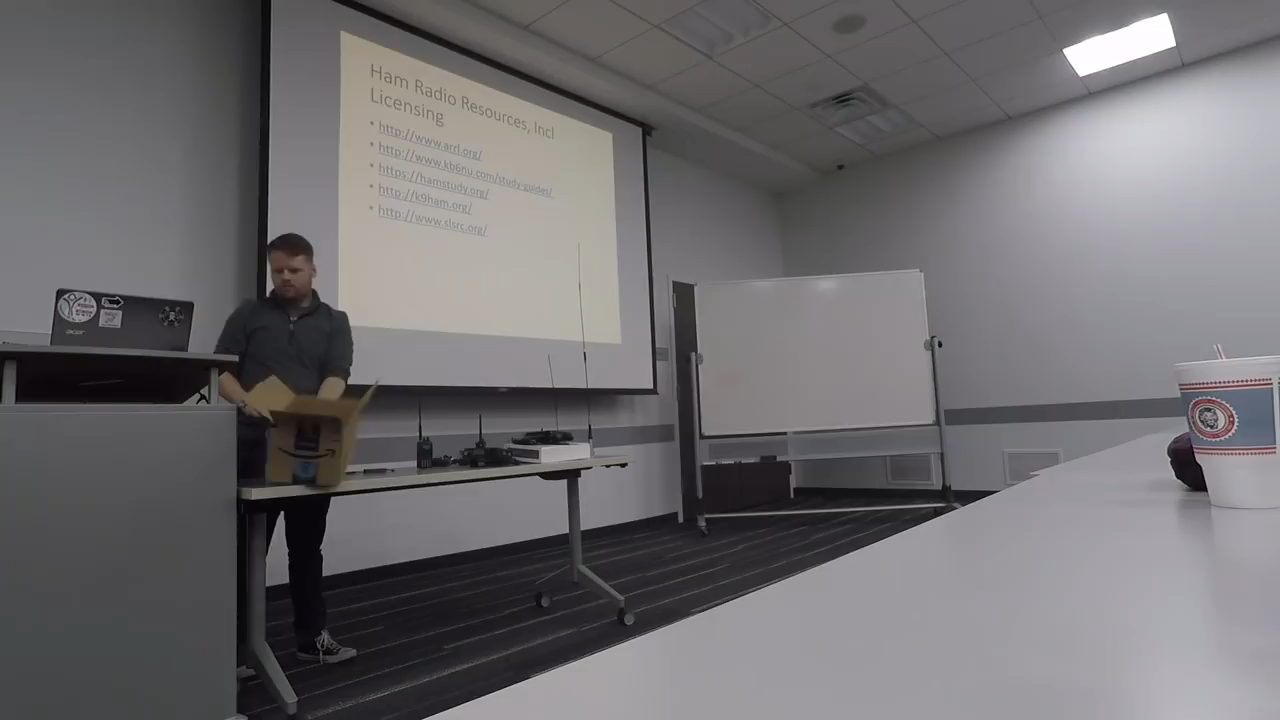 Ham Radio Resources, Incl
Licensing
• http://www.arrl.org/
• http://www.kb6nu.com/study-guides/
• https://hamstudy.org/
• http://k9ham.org/
• http://www.slsrc.org/
acer